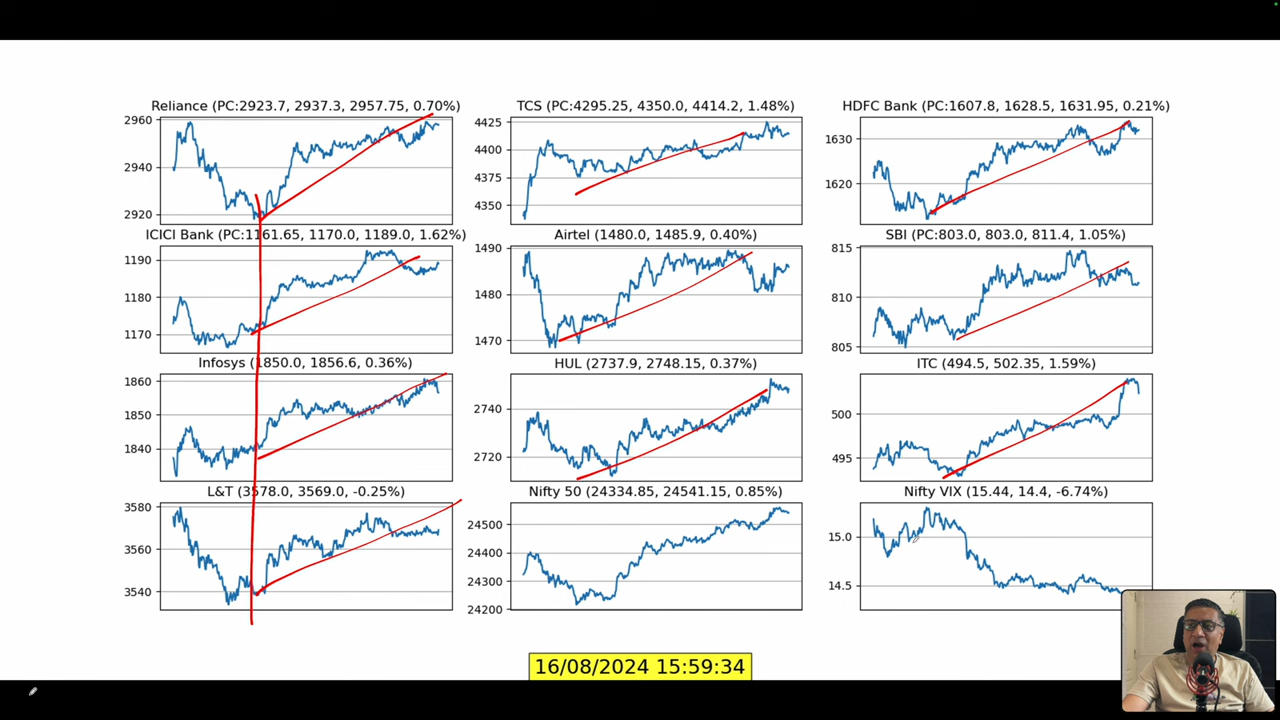 Reliance (PC:2923.7, 2937.3, 2957.75, 0.70%)
2960
2940
2920
TCS (PC:4295.25, 4350.0, 4414.2, 1.48%)
4425
4400
4375
4350
HDFC Bank (PC:1607.8, 1628.5, 1631.95, 0.21%)
1630
1620
ICICI Bank (PC:1161.65, 1170.0, 1189.0, 1.62%)
1190
1180
1170
Airtel (1480.0, 1485.9, 0.40%)
1490
1480
1470
SBI (PC:803.0, 803.0, 811.4, 1.05%)
815
810
805
Infosys (1850.0, 1856.6, 0.36%)
1860
1850
1840
HUL (2737.9, 2748.15, 0.37%)
2740
2720
ITC (494.5, 502.35, 1.59%)
500
495
L&T (3578.0, 3569.0, -0.25%)
3580
3560
3540
Nifty 50 (24334.85, 24541.15, 0.85%)
24500
24400
24300
24200
Nifty VIX (15.44, 14.4, -6.74%)
15.0
14.5
16/08/2024 15:59:34